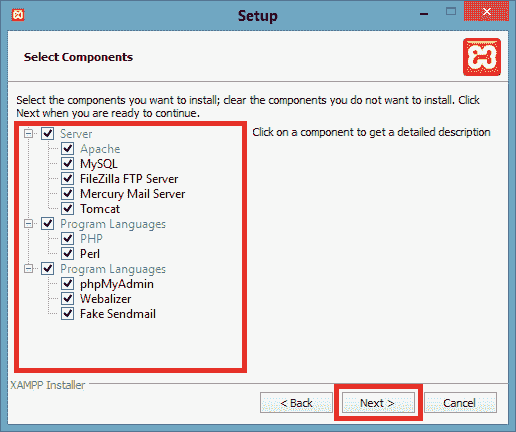 Setup
Select Components
Select the components you want to install; clear the components you do not want to install. Click
Next when you are ready to continue.
Server
Apache
MySQL
FileZilla FTP Server
Mercury Mail Server
Tomcat
Program Languages
PHP
Perl
Program Languages
phpMyAdmin
Webalizer
Fake Sendmail
Click on a component to get a detailed description
XAMPP Installer
< Back
Next >
Cancel